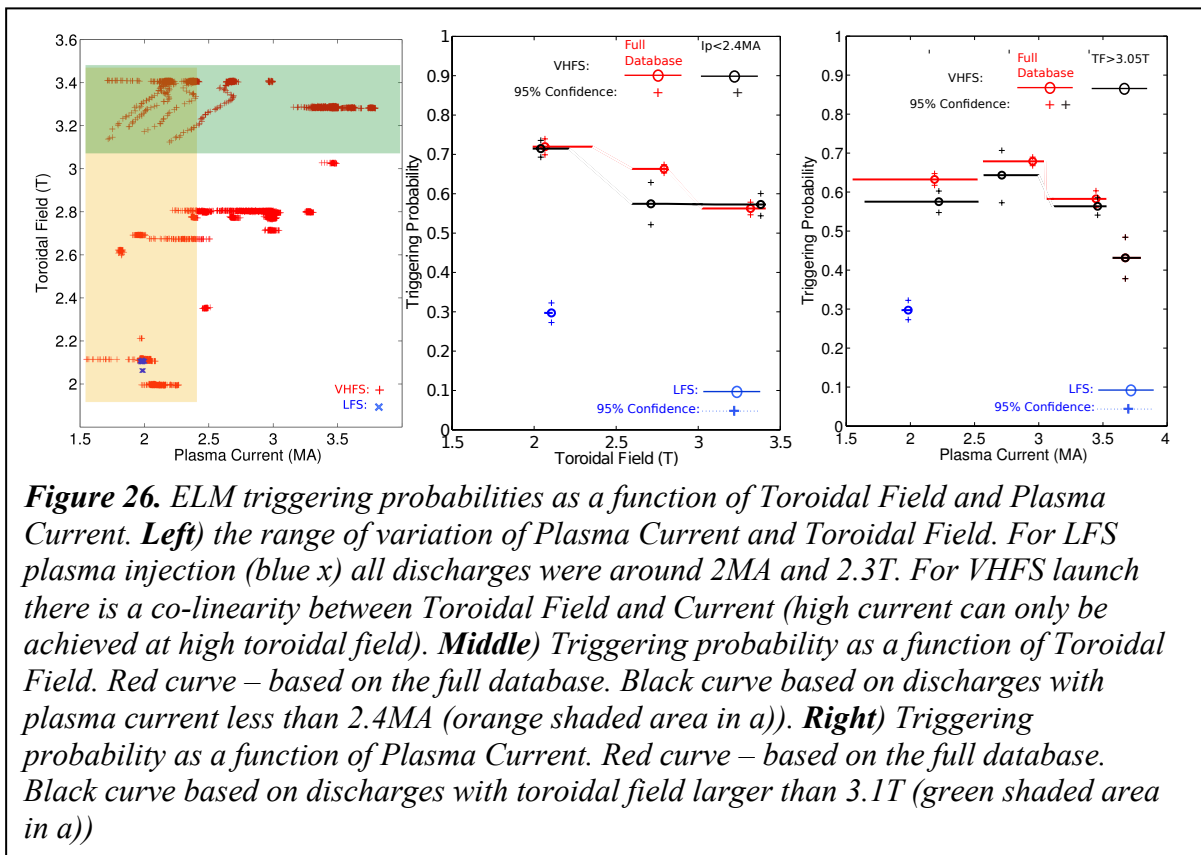 3.6
3.4
3.2
3
2.8
2.6
2.4
2.2
2
Toroidal Field (T)
1.5 2 2.5 3 3.5
Plasma Current (MA)
VHFS: +
LFS: ×
1
0.9
0.8
0.7
0.6
0.5
0.4
0.3
0.2
0.1
0
Triggering Probability
1.5 2 2.5 3 3.5
Toroidal Field (T)
Full
Database
Ip<2.4MA
VHFS:
95% Confidence: + +
LFS:
95% Confidence: +
1
0.9
0.8
0.7
0.6
0.5
0.4
0.3
0.2
0.1
0
Triggering Probability
1.5 2 2.5 3 3.5 4
Plasma Current (MA)
Full
Database
TF>3.05T
VHFS:
95% Confidence: + +
LFS:
95% Confidence: +
Figure 26. ELM triggering probabilities as a function of Toroidal Field and Plasma
Current. Left) the range of variation of Plasma Current and Toroidal Field. For LFS
plasma injection (blue x) all discharges were around 2MA and 2.3T. For VHFS launch
there is a co-linearity between Toroidal Field and Current (high current can only be
achieved at high toroidal field). Middle) Triggering probability as a function of Toroidal
Field. Red curve – based on the full database. Black curve based on discharges with
plasma current less than 2.4MA (orange shaded area in a)). Right) Triggering
probability as a function of Plasma Current. Red curve – based on the full database.
Black curve based on discharges with toroidal field larger than 3.1T (green shaded area
in a))